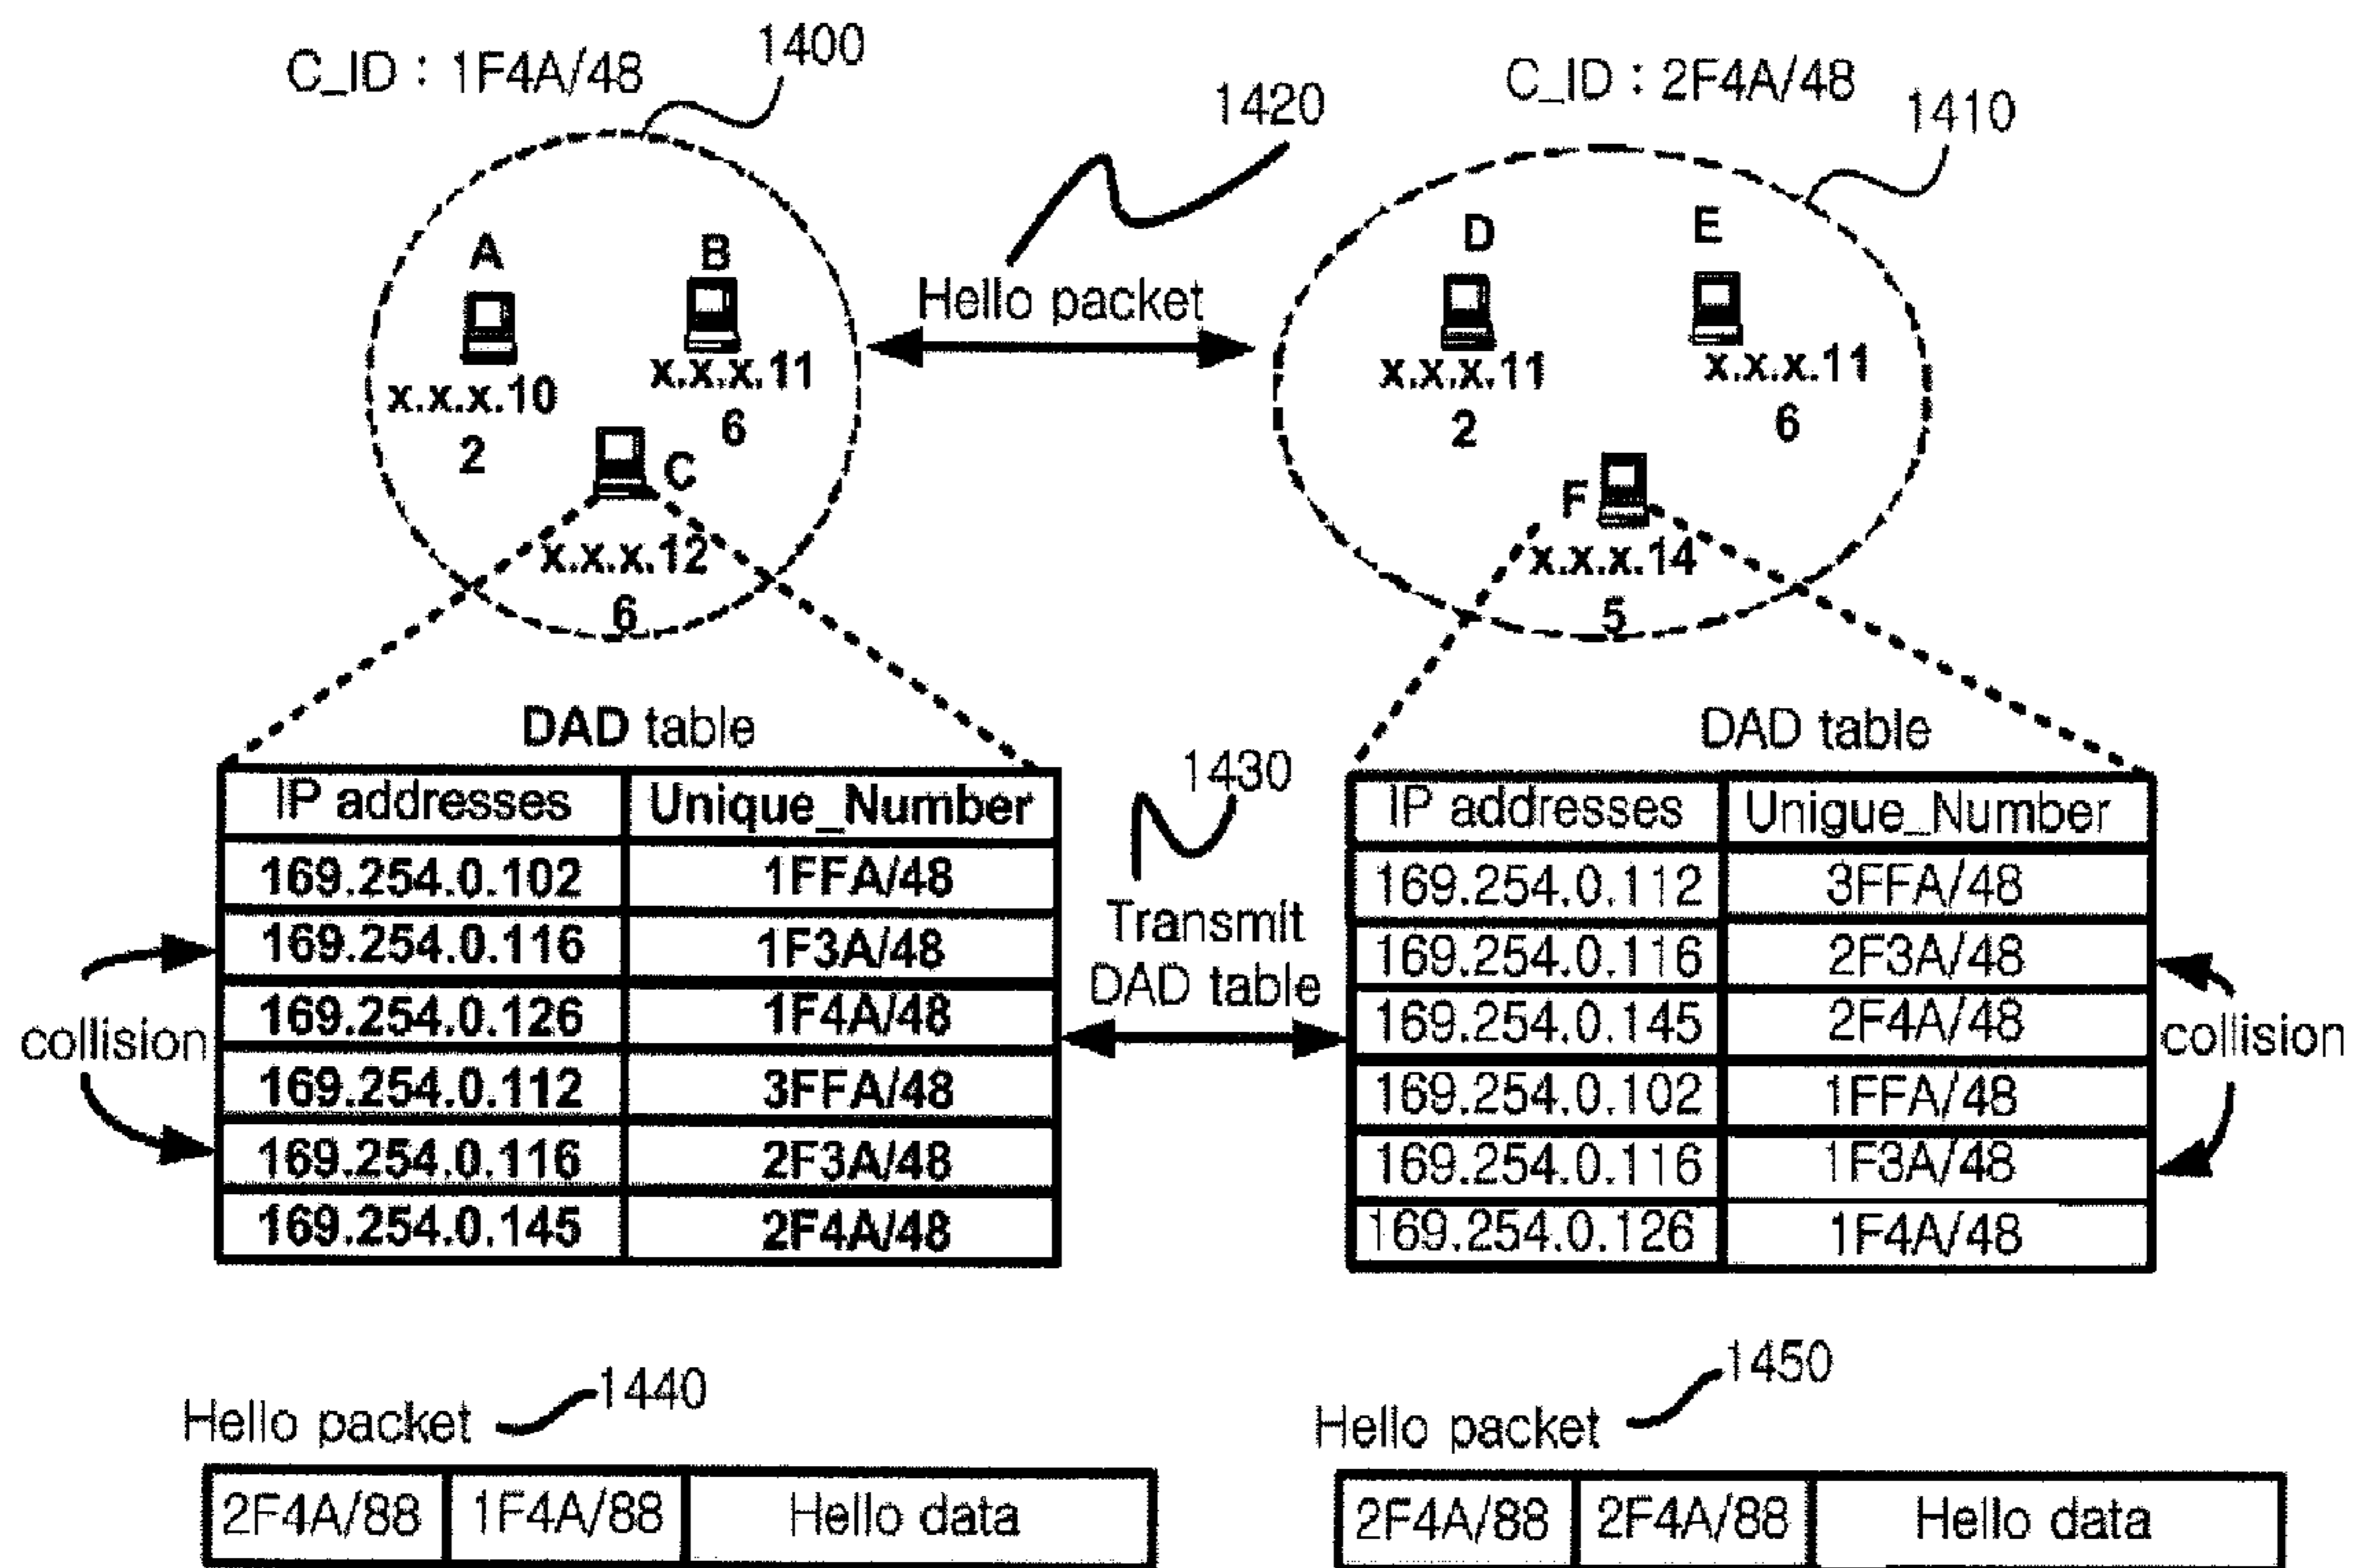 C_ID : 1F4A/48
1400
C_ID : 2F4A/48
1410
1420
A
x.x.x.10
2
B
x.x.x.11
6
C
x.x.x.12
6
Hello packet
D
x.x.x.11
2
E
x.x.x.11
6
F
x.x.x.14
5
DAD table
IP addresses Unique_Number
169.254.0.102 1FFA/48
169.254.0.116 1F3A/48
169.254.0.126 1F4A/48
169.254.0.112 3FFA/48
169.254.0.116 2F3A/48
169.254.0.145 2F4A/48
collision
1430
Transmit
DAD table
DAD table
IP addresses Unigue_Number
169.254.0.112 3FFA/48
169.254.0.116 2F3A/48
169.254.0.145 2F4A/48
169.254.0.102 1FFA/48
169.254.0.116 1F3A/48
169.254.0.126 1F4A/48
collision
Hello packet 1440
2F4A/88 1F4A/88 Hello data
Hello packet 1450
2F4A/88 2F4A/88 Hello data